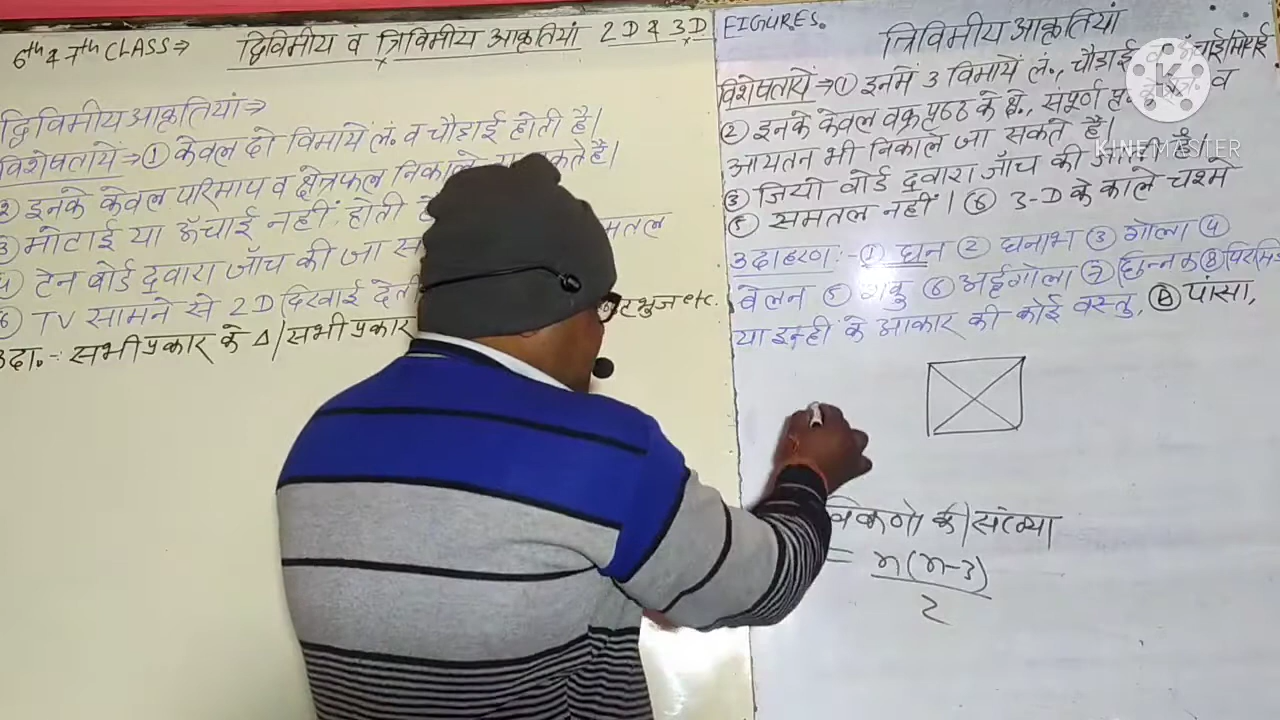 6th & 7th CLASS⇒ द्विविमीय व त्रिविमीय आकृतियां 2D & 3D FIGURES.
द्विविमीय आकृतियां⇒
विशेषतायें⇒ ① केवल दो विमायें लं. व चौडाई होती है।
② इनके केवल परिमाप व क्षेत्रफल निकाले सकते है।
③ मोटाई या ऊँचाई नहीं होती
④ टेन बोर्ड द्वारा जाँच की जा समतल
⑥ TV सामने से 2D दिखाई देती
उदा.:- सभी प्रकार के Δ/सभी प्रकार भुज etc.
त्रिविमीय आकृतियां
विशेषतायें⇒ ① इनमें 3 विमायें लं., चौडाई
② इनके केवल वक्र पृष्ठ के क्षे., संपूर्ण व
आयतन भी निकाले जा सकते है।
③ जियो बोर्ड द्वारा जाँच की जाती है।
⑤ समतल नहीं। ⑥ 3-D के काले चश्मे
उदाहरण:- ① घन ② घनाभ ③ गोला ④
बेलन ⑤ शंकु ⑥ अर्द्धगोला ⑦ छिन्नक ⑧
या इन्ही के आकार की कोई वस्तु, पांसा,
विकर्णो की संख्या
= n(n-3)
2
K
KINEMASTER